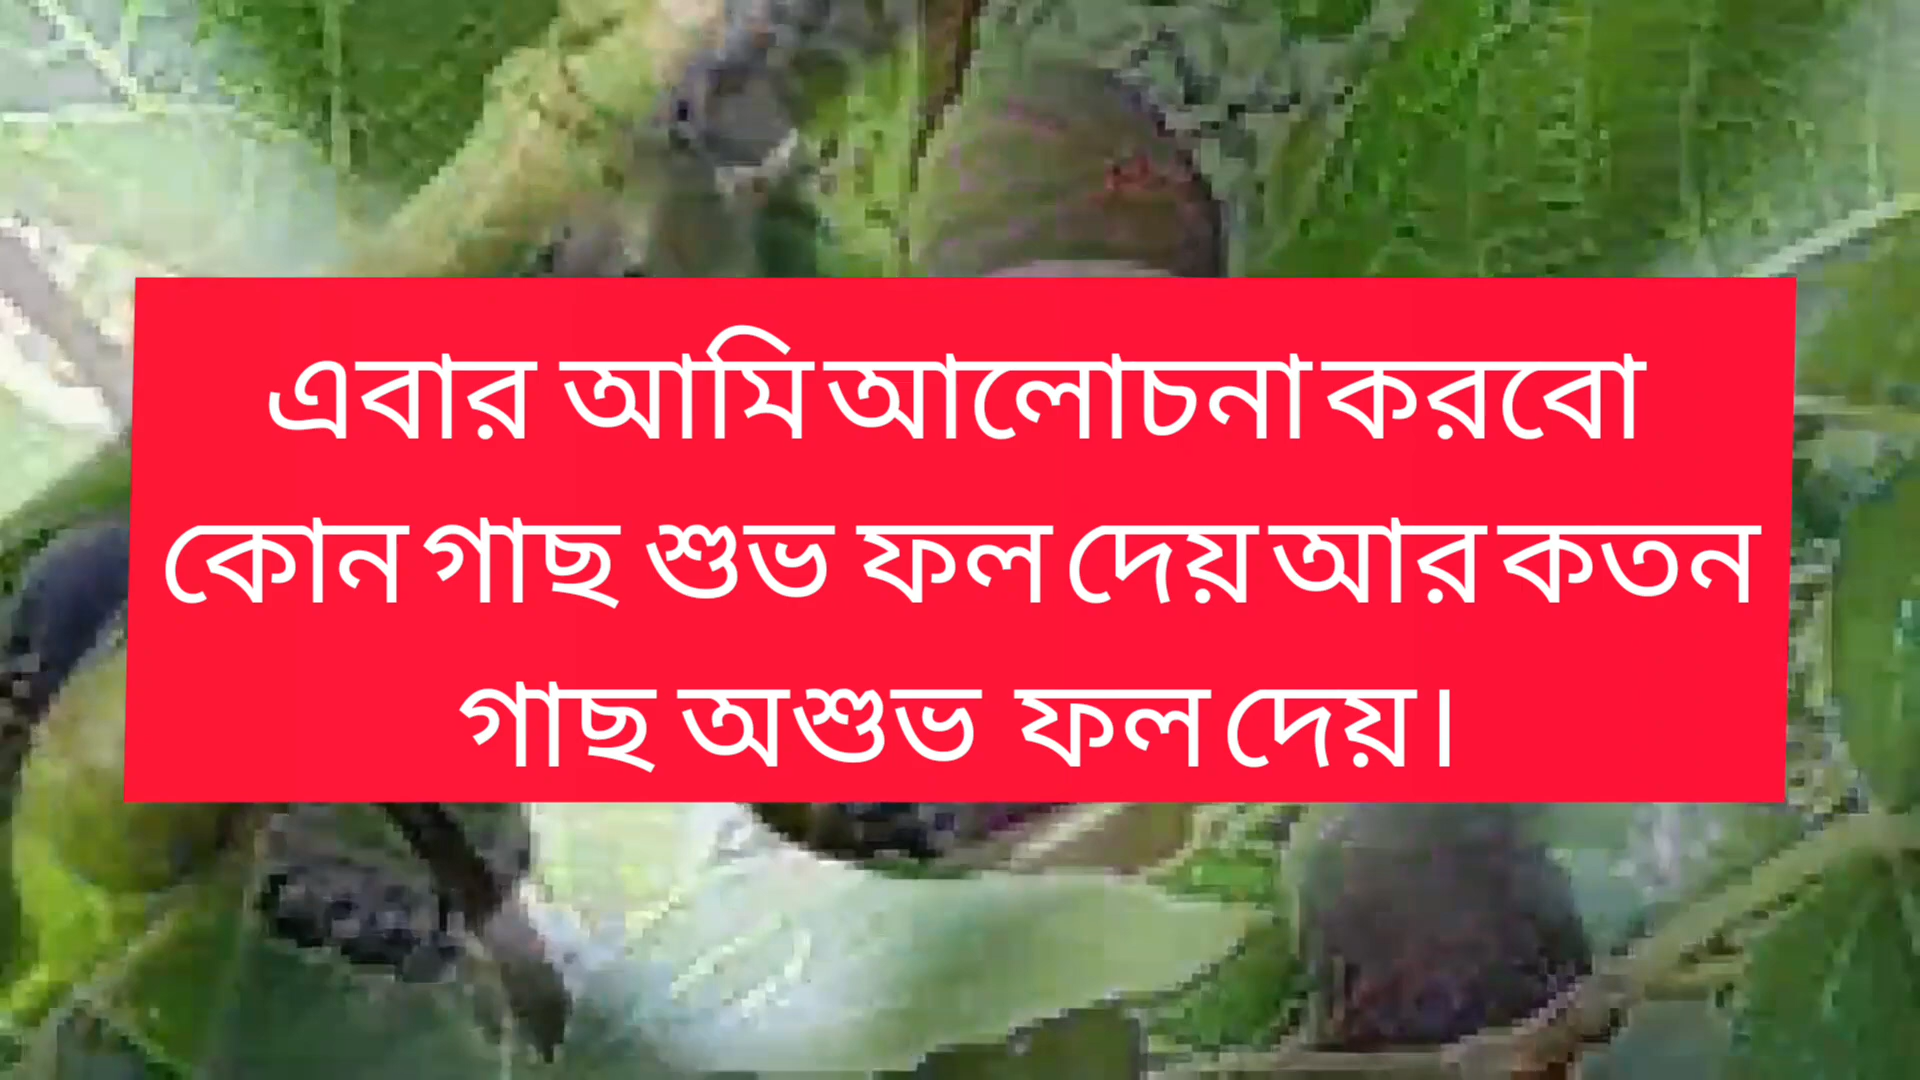 এবার আমি আলোচনা করবো
কোন গাছ শুভ ফল দেয় আর কতন
গাছ অশুভ ফল দেয়।